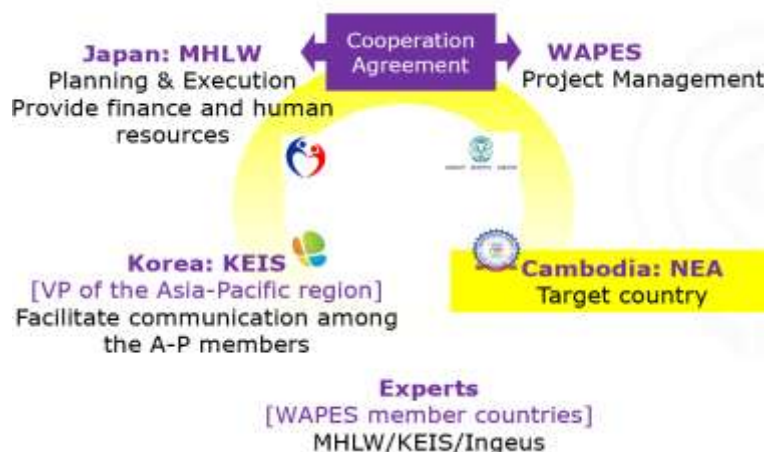 Cooperation
Agreement
Japan: MHLW
Planning & Execution
Provide finance and human
resources
WAPES
Project Management
Korea: KEIS
[VP of the Asia-Pacific region]
Facilitate communication among
the A-P members
Cambodia: NEA
Target country
Experts
[WAPES member countries]
MHLW/KEIS/Ingeus